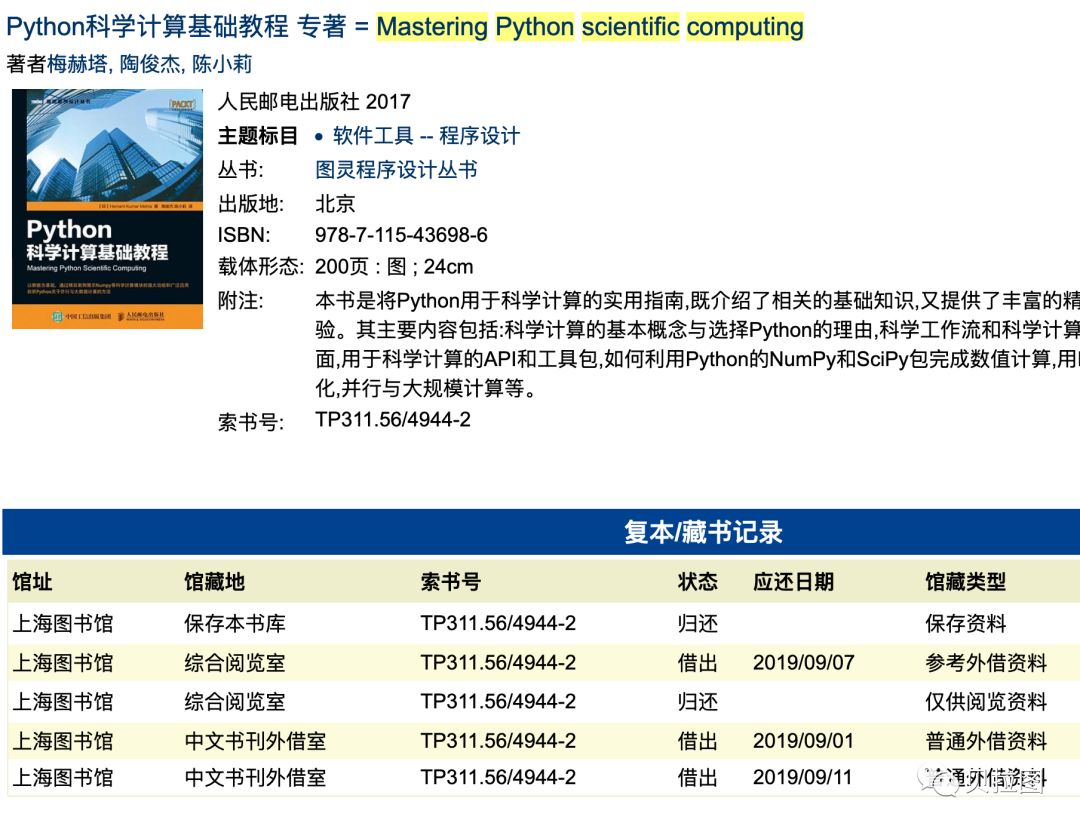 Python科学计算基础教程 专著 = Mastering Python scientific computing
著者梅赫塔, 陶俊杰, 陈小莉
PACKT
Python
科学计算基础教程
Mastering Python Scientific Computing
中国工信出版集团 人民邮电出版社
人民邮电出版社 2017
主题标目 • 软件工具 -- 程序设计
丛书: 图灵程序设计丛书
出版地: 北京
ISBN: 978-7-115-43698-6
载体形态: 200页 : 图 ; 24cm
附注: 本书是将Python用于科学计算的实用指南,既介绍了相关的基础知识,又提供了丰富的精
验。其主要内容包括:科学计算的基本概念与选择Python的理由,科学工作流和科学计算
面,用于科学计算的API和工具包,如何利用Python的NumPy和SciPy包完成数值计算,用
化,并行与大规模计算等。
索书号: TP311.56/4944-2
复本/藏书记录
馆址 馆藏地 索书号 状态 应还日期 馆藏类型
上海图书馆 保存本书库 TP311.56/4944-2 归还 保存资料
上海图书馆 综合阅览室 TP311.56/4944-2 借出 2019/09/07 参考外借资料
上海图书馆 综合阅览室 TP311.56/4944-2 归还 仅供阅览资料
上海图书馆 中文书刊外借室 TP311.56/4944-2 借出 2019/09/01 普通外借资料
上海图书馆 中文书刊外借室 TP311.56/4944-2 借出 2019/09/11 普通外借资料